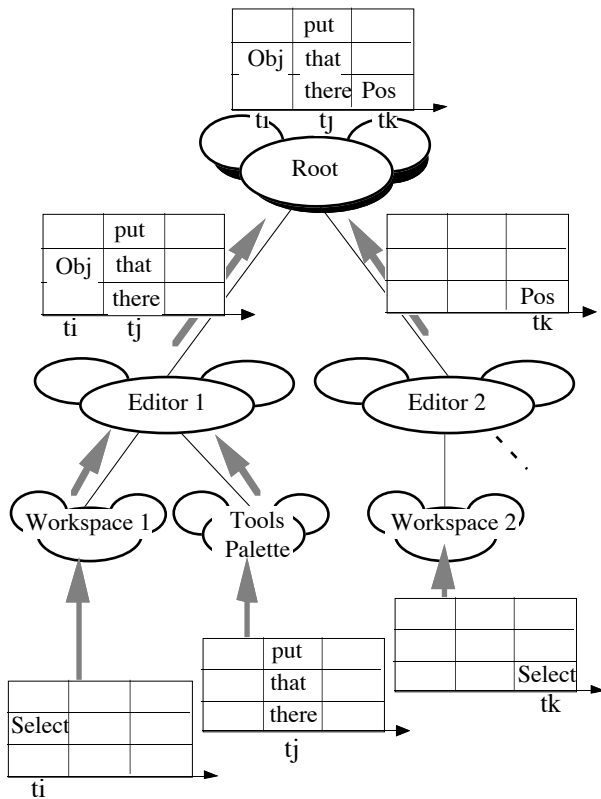 put
Obj that
there Pos
ti tj tk
Root
put
Obj that
there
ti tj
Pos
tk
Editor 1
Editor 2
Workspace 1
Tools
Palette
Workspace 2
put
that
there
tj
Select
tk
Select
ti